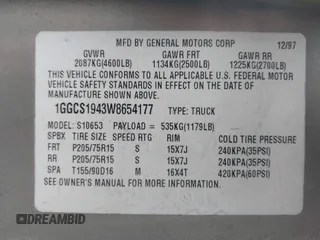 MFD BY GENERAL MOTORS CORP 12/97
GVWR GAWR FRT GAWR RR
2087KG(4600LB) 1134KG(2500LB) 1225KG(2700LB)
THIS VEHICLE CONFORMS TO ALL APPLICABLE U.S. FEDERAL
MOTOR VEHICLE SAFETY STANDARDS IN EFFECT ON THE DATE OF
MANUFACTURE SHOWN ABOVE.
1GGCS1943W8654177 TYPE: TRUCK
MODEL: S10653 PAYLOAD = 535KG(1179LB)
SPBX TIRE SIZE SPEED RTG RIM COLD TIRE PRESSURE
FRT P205/75R15 S 15X7J 240KPA(35PSI)
RR P205/75R15 S 15X7J 240KPA(35PSI)
SPA T155/90D16 M 16X4T 420KPA(60PSI)
SEE OWNER'S MANUAL FOR MORE INFORMATION.
© DREAMBID